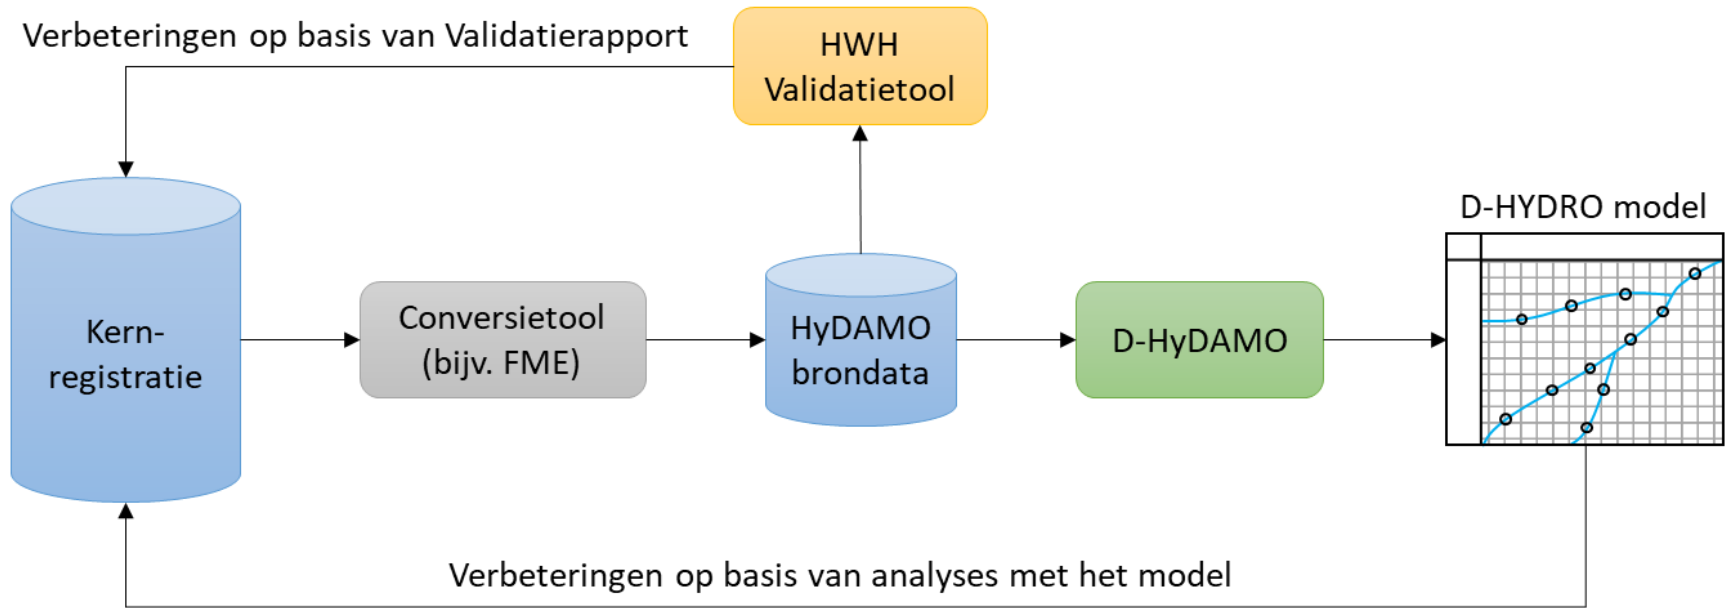 Verbeteringen op basis van Validatierapport
HWH
Validatietool
D-HYDRO model
Kern-
registratie
Conversietool
(bijv. FME)
HyDAMO
brondata
D-HyDAMO
Verbeteringen op basis van analyses met het model